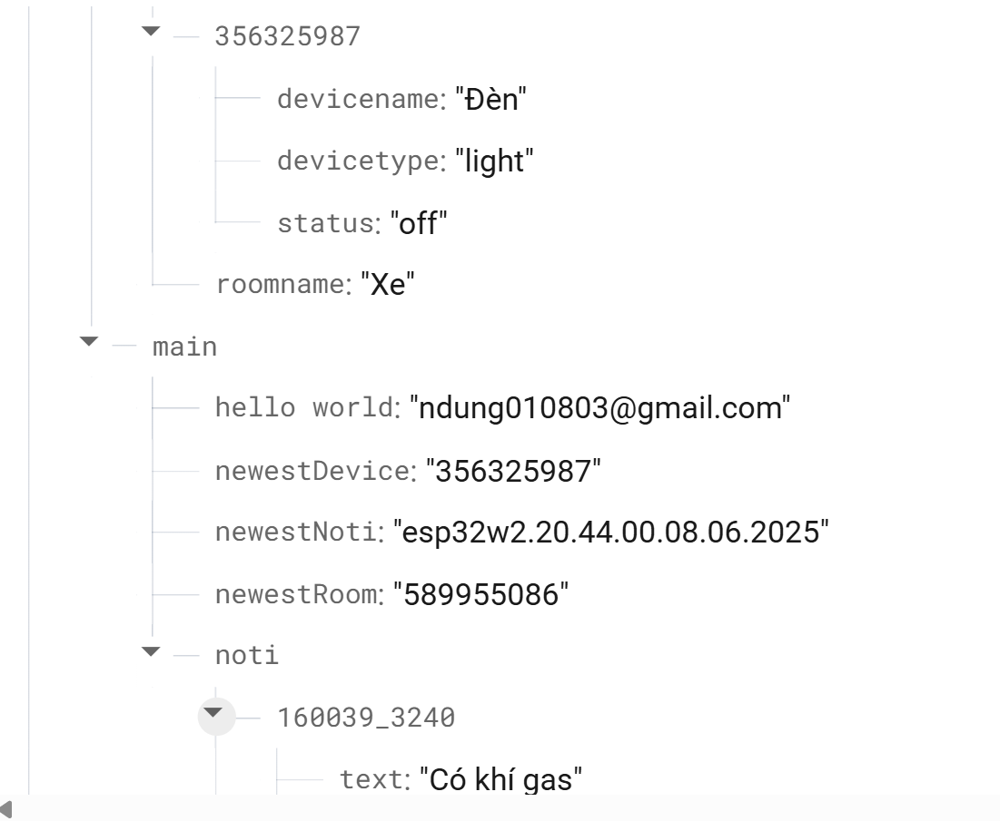 356325987
devicename: "Đèn"
devicetype: "light"
status: "off"
roomname: "Xe"
main
hello world: "ndung010803@gmail.com"
newestDevice: "356325987"
newestNoti: "esp32w2.20.44.00.08.06.2025"
newestRoom: "589955086"
noti
160039_3240
text: "Có khí gas"